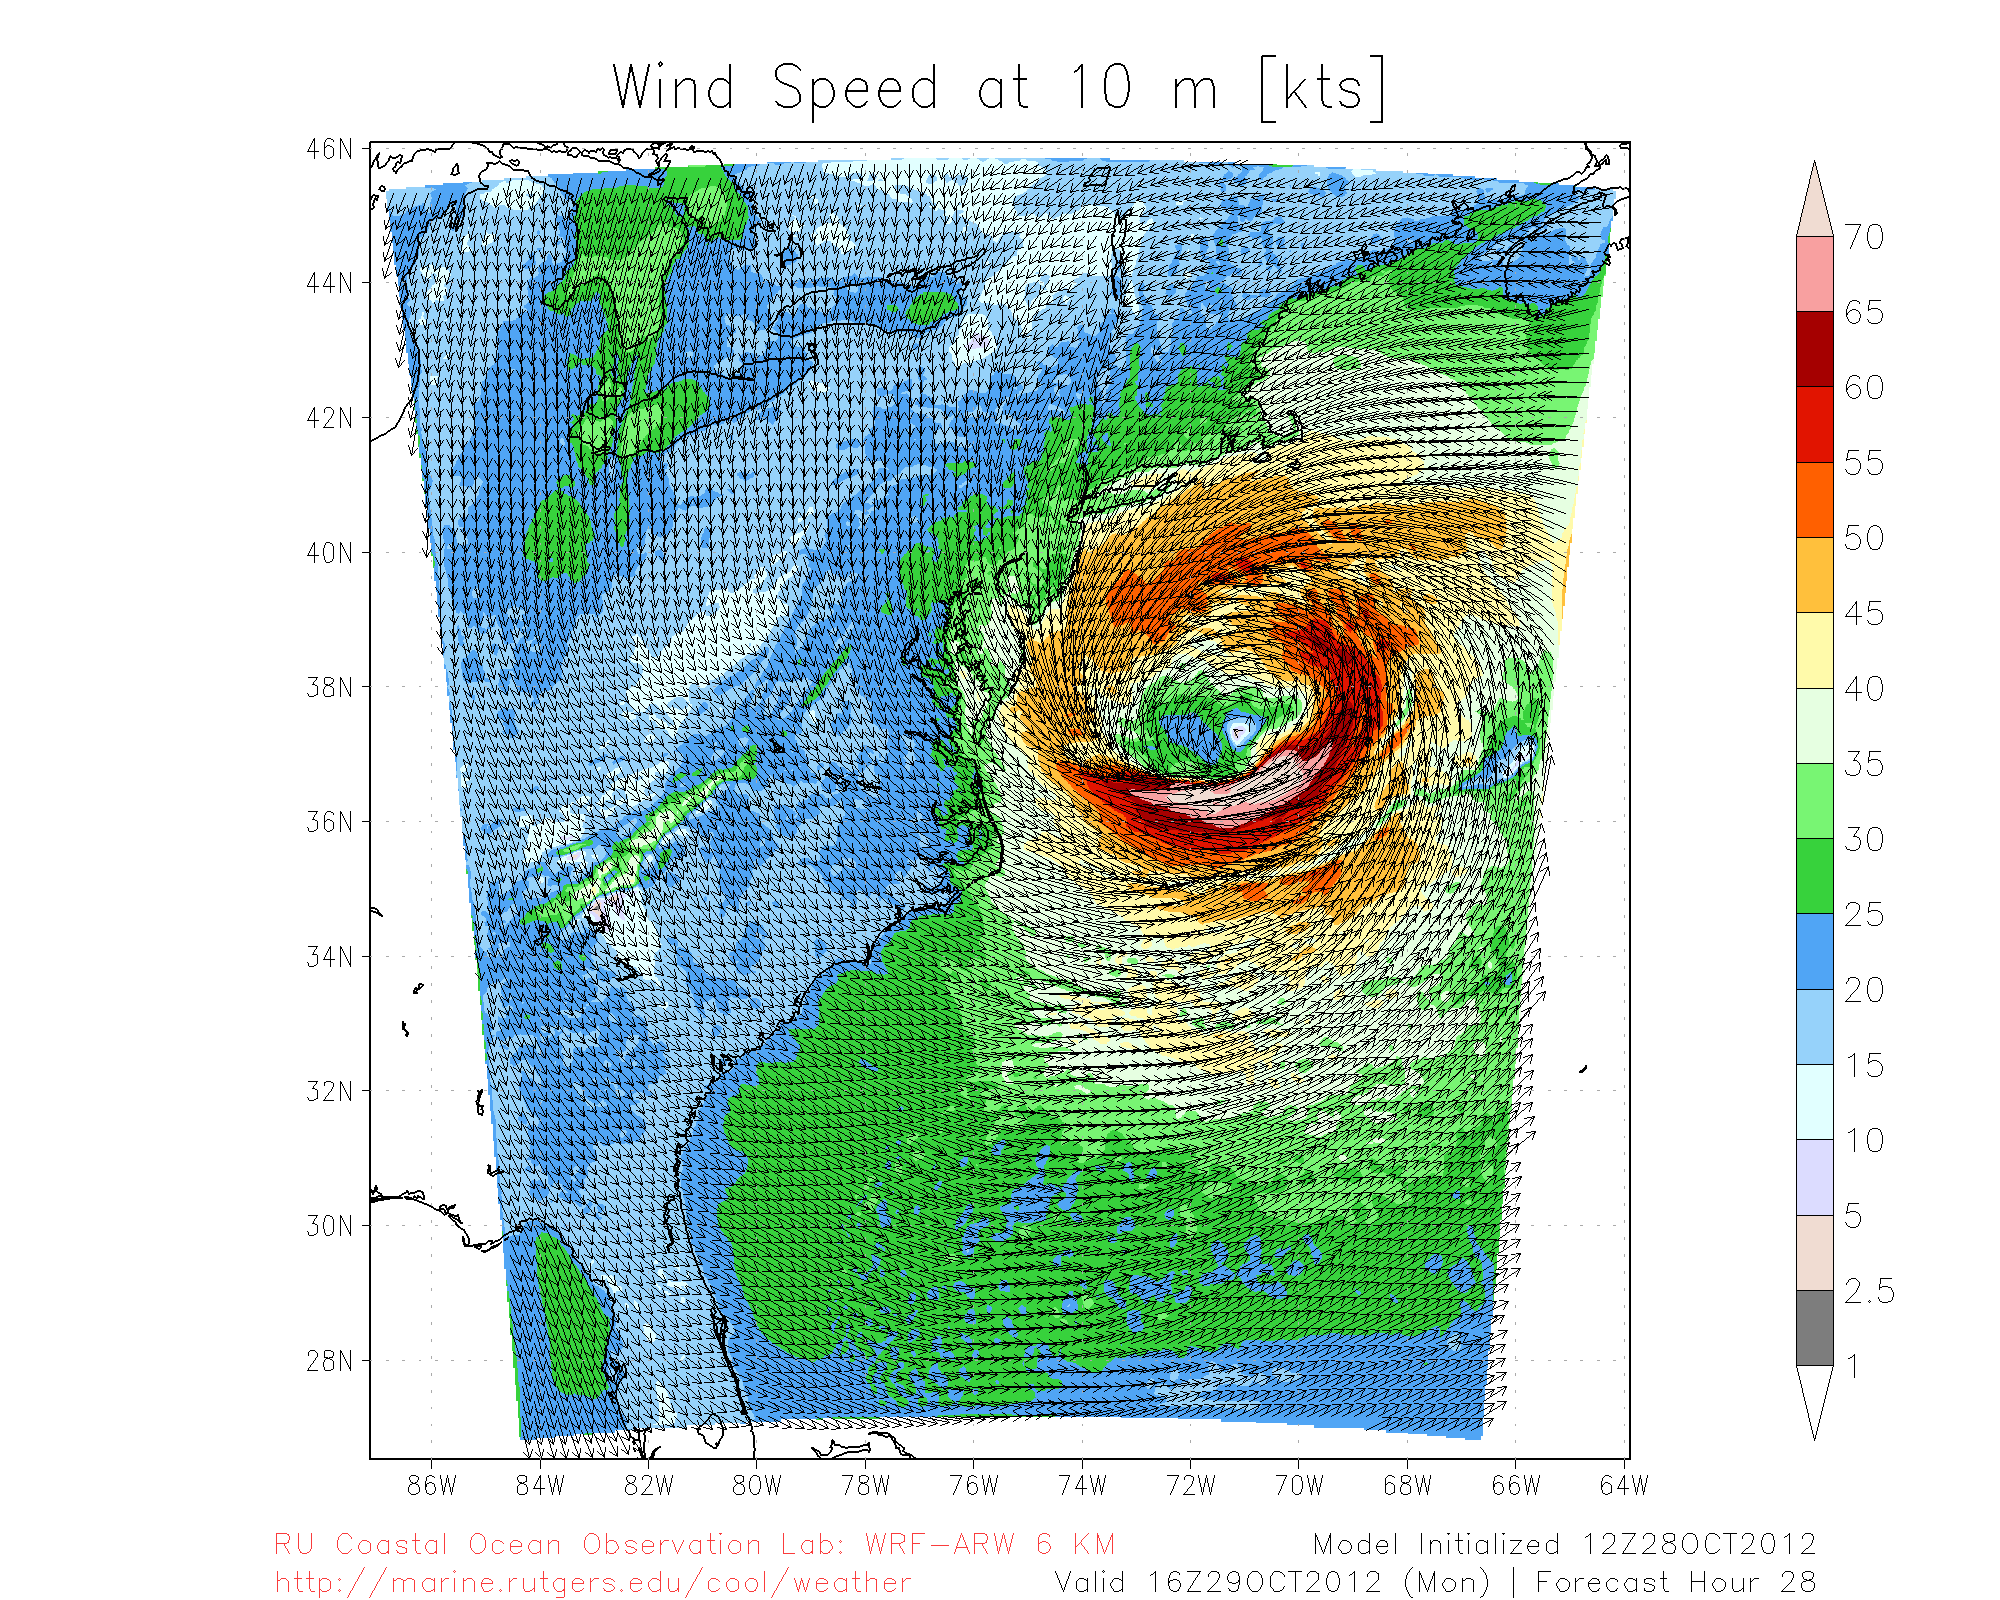 Wind Speed at 10 m [kts]
46N
44N
42N
40N
38N
36N
34N
32N
30N
28N
86W 84W 82W 80W 78W 76W 74W 72W 70W 68W 66W 64W
70
65
60
55
50
45
40
35
30
25
20
15
10
5
2.5
1
RU Coastal Ocean Observation Lab: WRF-ARW 6 KM
http://marine.rutgers.edu/cool/weather
Model Initialized 12Z28OCT2012
Valid 16Z29OCT2012 (Mon) | Forecast Hour 28